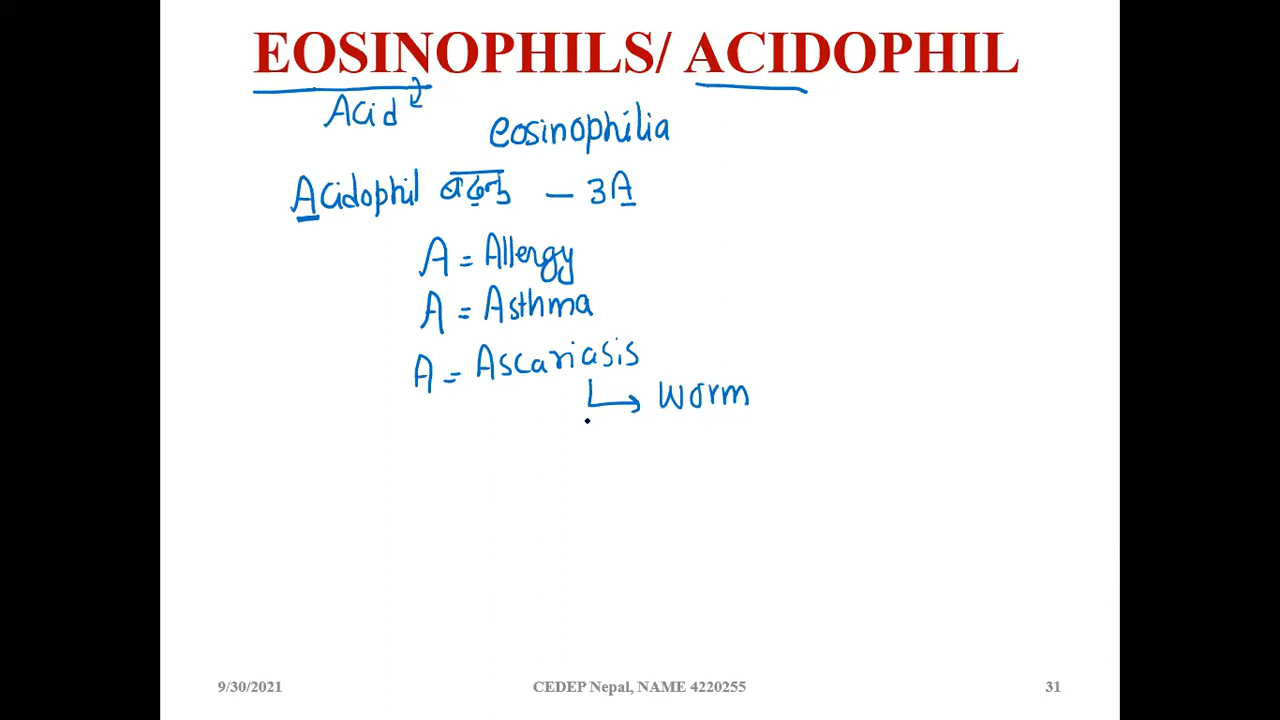 EOSINOPHILS/ ACIDOPHIL
Acid
eosinophilia
Acidophil बढ्नु - 3A
A = Allergy
A = Asthma
A = Ascariasis
Worm
9/30/2021 CEDEP Nepal, NAME 4220255 31